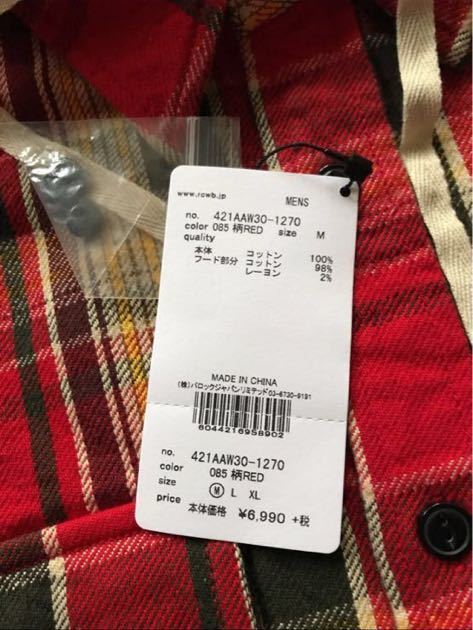 www.rcwb.jp
MENS
no. 421AAW30-1270
color 085 柄RED size M
quality
本体 コットン 100%
フード部分 コットン 98%
レーヨン 2%
MADE IN CHINA
(株)バロックジャパンリミテッド03-6730-9191
6044216958902
no. 421AAW30-1270
color 085 柄RED
size M L XL
price 本体価格 ¥6,990 +税